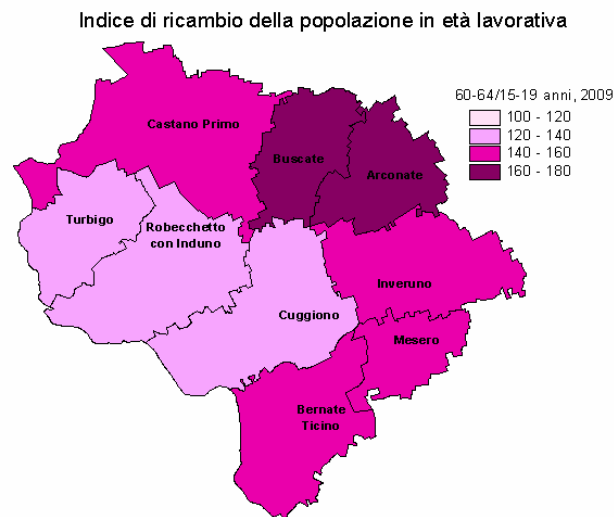 Indice di ricambio della popolazione in età lavorativa
60-64/15-19 anni, 2009
100 - 120
120 - 140
140 - 160
160 - 180
Castano Primo
Buscate
Arconate
Turbigo
Robecchetto
con Induno
Inveruno
Cuggiono
Mesero
Bernate
Ticino